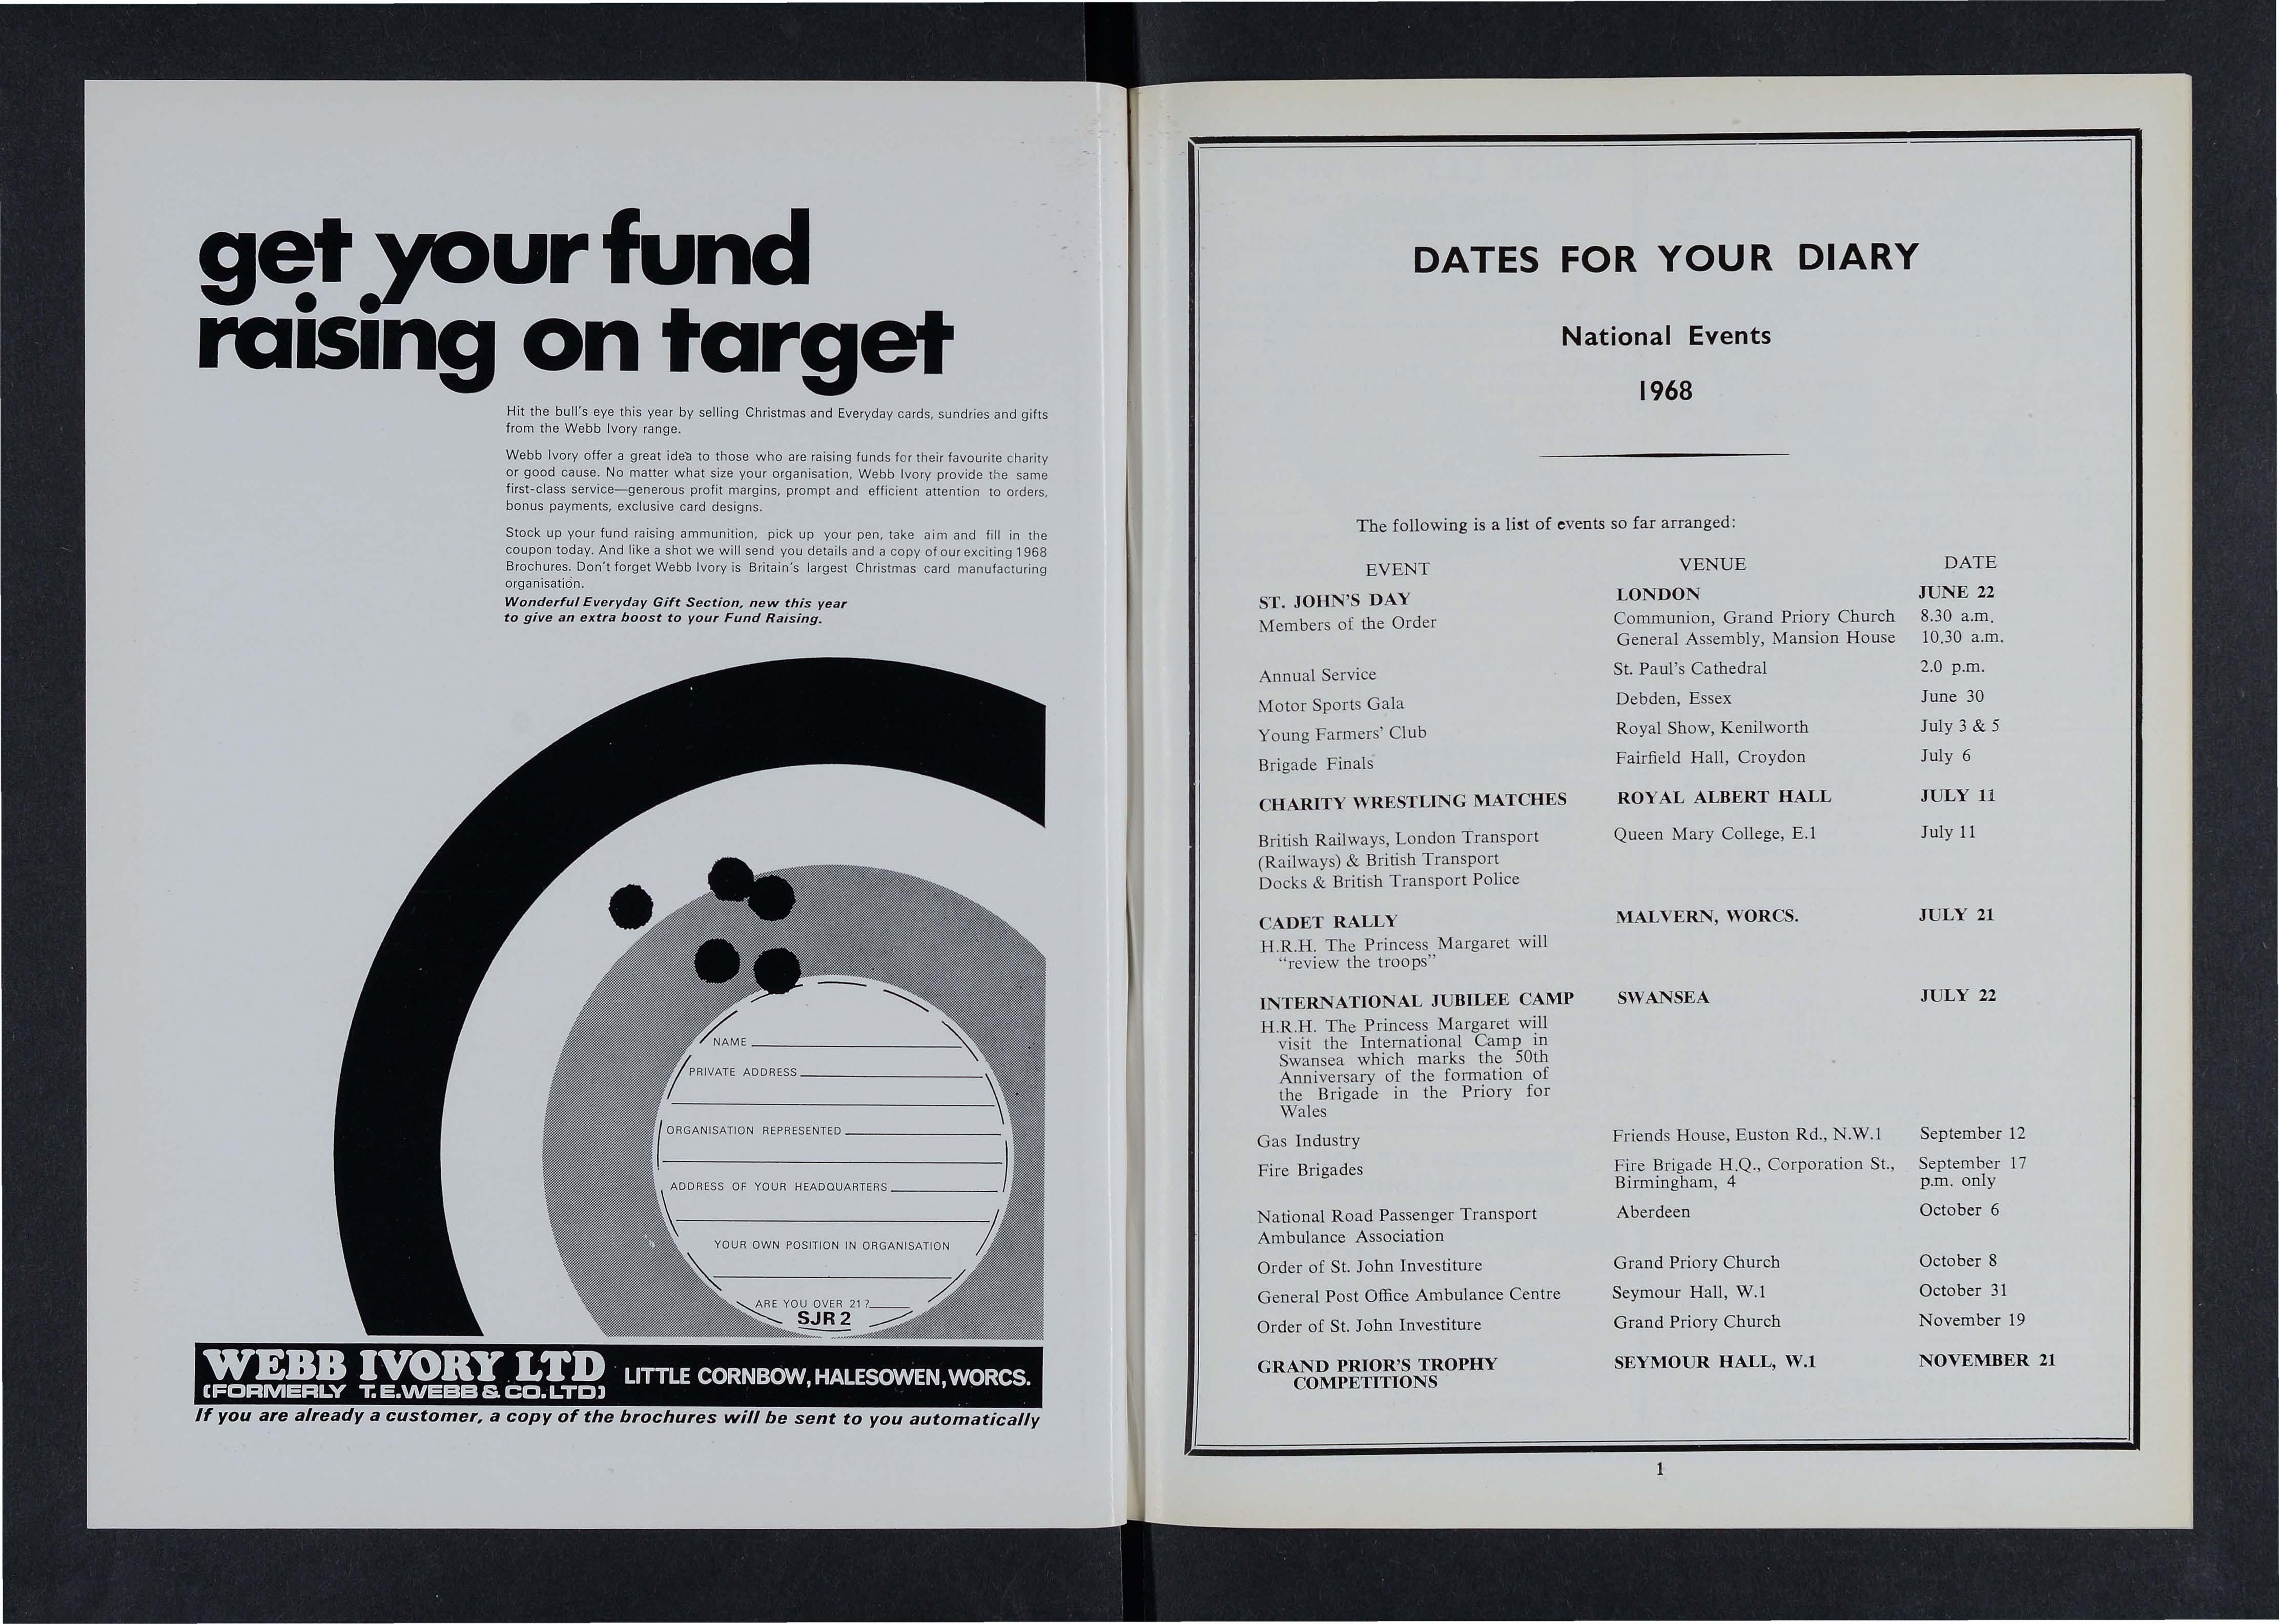 get your fund
raising on target
Hit the bull's eye this year by selling Christmas and Everyday cards, sundries and gifts
from the Webb Ivory range.
Webb Ivory offer a great idea to those who are raising funds for their favourite charity
or good cause. No matter what size your organisation, Webb Ivory provide the same
first-class service—generous profit margins, prompt and efficient attention to orders,
bonus payments, exclusive card designs.
Stock up your fund raising ammunition, pick up your pen, take aim and fill in the
coupon today. And like a shot we will send you details and a copy of our exciting 1968
Brochures. Don't forget Webb Ivory is Britain's largest Christmas card manufacturing
organisation.
Wonderful Everyday Gift Section, new this year
to give an extra boost to your Fund Raising.
NAME
PRIVATE ADDRESS
ORGANISATION REPRESENTED
ADDRESS OF YOUR HEADQUARTERS
YOUR OWN POSITION IN ORGANISATION
ARE YOU OVER 21?
SJR 2
WEBB IVORY LTD LITTLE CORNBOW, HALESOWEN, WORCS.
(FORMERLY T.E.WEBB & CO.LTD)
If you are already a customer, a copy of the brochures will be sent to you automatically
DATES FOR YOUR DIARY
National Events
1968
The following is a list of events so far arranged:
EVENT VENUE DATE
ST. JOHN'S DAY LONDON JUNE 22
Members of the Order Communion, Grand Priory Church 8.30 a.m.
General Assembly, Mansion House 10.30 a.m.
Annual Service St. Paul's Cathedral 2.0 p.m.
Motor Sports Gala Debden, Essex June 30
Young Farmers' Club Royal Show, Kenilworth July 3 & 5
Brigade Finals Fairfield Hall, Croydon July 6
CHARITY WRESTLING MATCHES ROYAL ALBERT HALL JULY 11
British Railways, London Transport Queen Mary College, E.1 July 11
(Railways) & British Transport
Docks & British Transport Police
CADET RALLY MALVERN, WORCS. JULY 21
H.R.H. The Princess Margaret will
"review the troops"
INTERNATIONAL JUBILEE CAMP SWANSEA JULY 22
H.R.H. The Princess Margaret will
visit the International Camp in
Swansea which marks the 50th
Anniversary of the formation of
the Brigade in the Priory for
Wales
Gas Industry Friends House, Euston Rd., N.W.1 September 12
Fire Brigades Fire Brigade H.Q., Corporation St., September 17
Birmingham, 4 p.m. only
National Road Passenger Transport Aberdeen October 6
Ambulance Association
Order of St. John Investiture Grand Priory Church October 8
General Post Office Ambulance Centre Seymour Hall, W.1 October 31
Order of St. John Investiture Grand Priory Church November 19
GRAND PRIOR'S TROPHY SEYMOUR HALL, W.1 NOVEMBER 21
COMPETITIONS
1